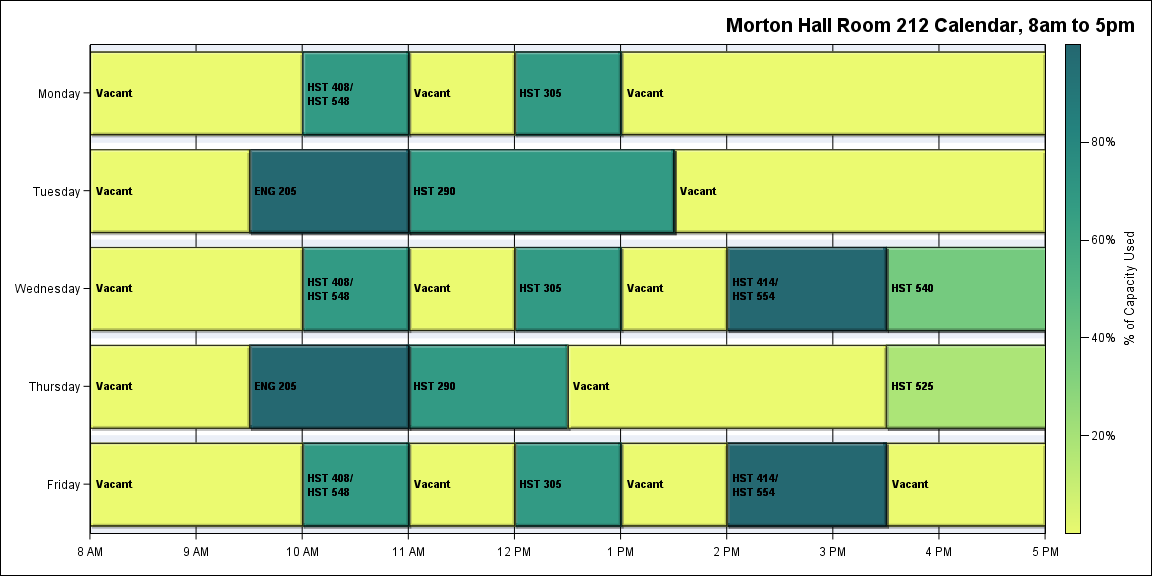 Morton Hall Room 212 Calendar, 8am to 5pm
Monday
Vacant
HST 408/
HST 548
Vacant
HST 305
Vacant
Tuesday
Vacant
ENG 205
HST 290
Vacant
Wednesday
Vacant
HST 408/
HST 548
Vacant
HST 305
Vacant
HST 414/
HST 554
HST 540
Thursday
Vacant
ENG 205
HST 290
Vacant
HST 525
Friday
Vacant
HST 408/
HST 548
Vacant
HST 305
Vacant
HST 414/
HST 554
Vacant
8 AM 9 AM 10 AM 11 AM 12 PM 1 PM 2 PM 3 PM 4 PM 5 PM
80%
60%
40%
20%
% of Capacity Used